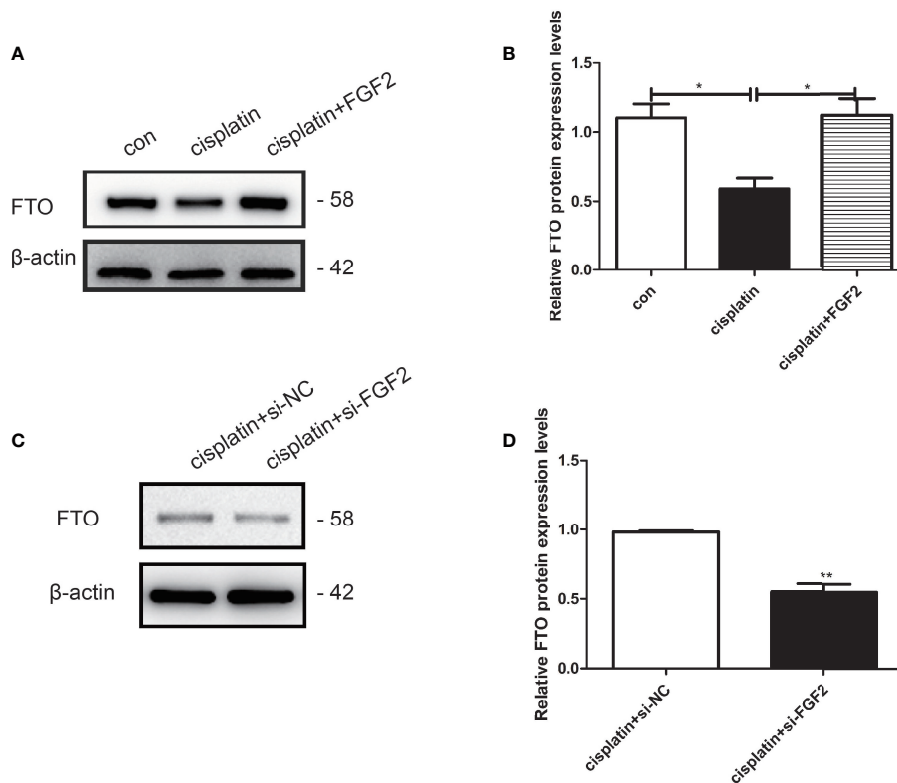 A
con
cisplatin
cisplatin+FGF2
FTO
- 58
β-actin
- 42
B
Relative FTO protein expression levels
1.5
1.0
0.5
0.0
*
*
con
cisplatin
cisplatin+FGF2
C
cisplatin+si-NC
cisplatin+si-FGF2
FTO
- 58
β-actin
- 42
D
Relative FTO protein expression levels
1.5
1.0
0.5
0.0
**
cisplatin+si-NC
cisplatin+si-FGF2